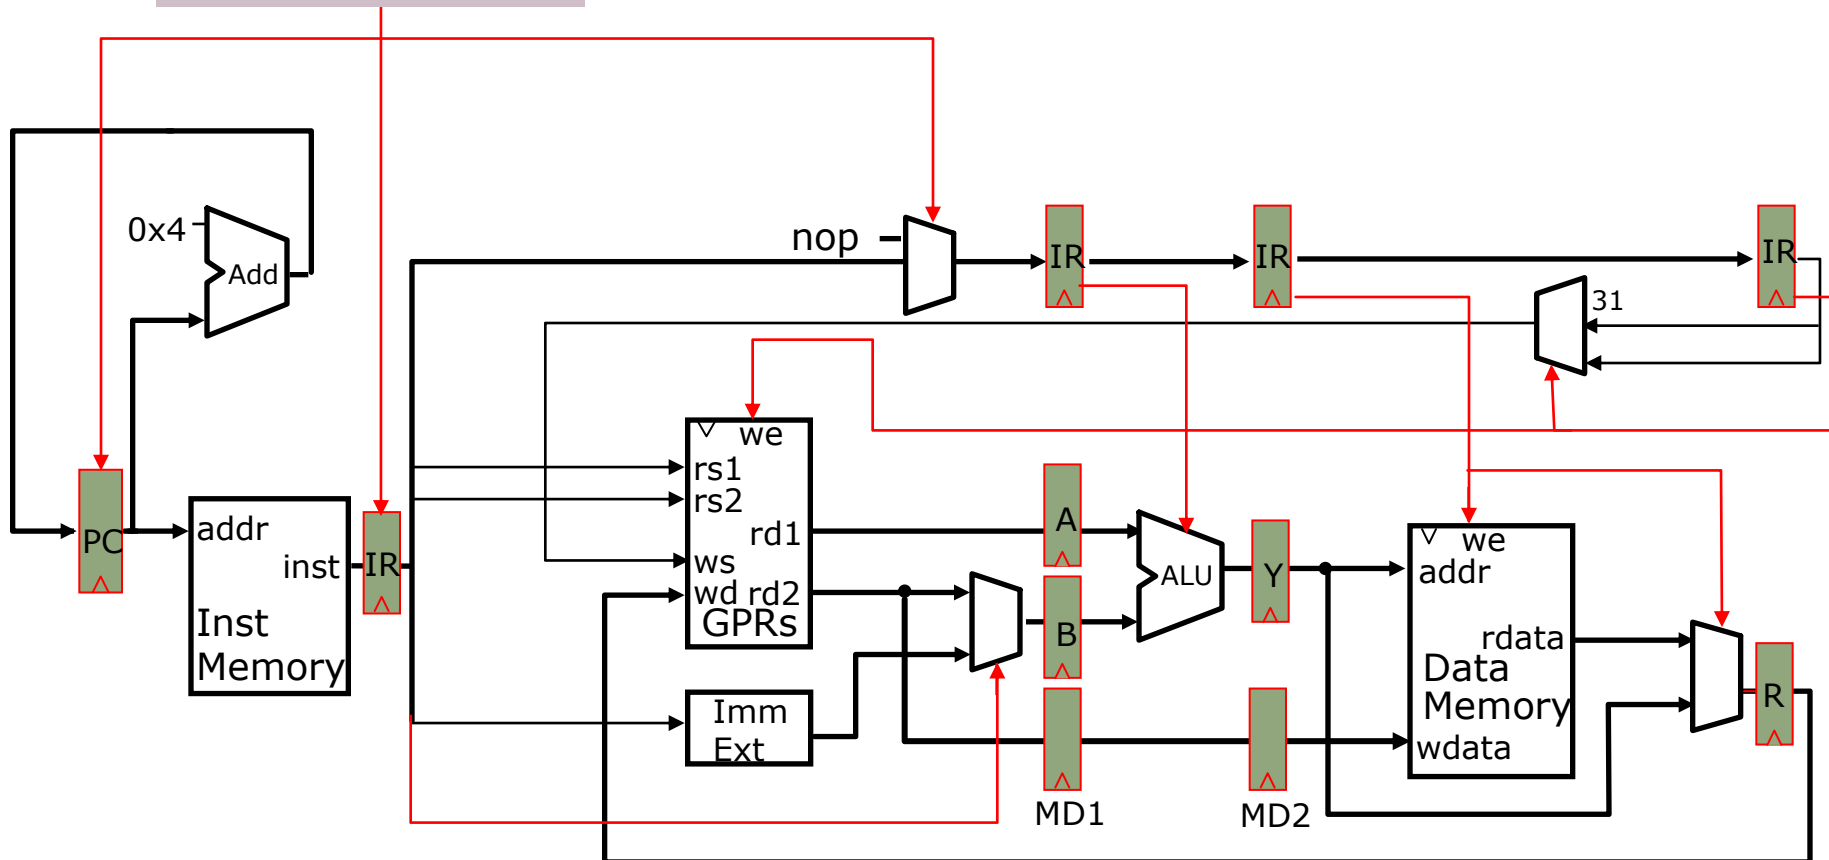 0x4
Add
nop
IR
IR
IR
31
we
rs1
rs2
rd1
ws
wd rd2
GPRs
A
B
ALU
Y
we
addr
rdata
Data
Memory
wdata
R
PC
addr
inst
Inst
Memory
IR
Imm
Ext
MD1
MD2